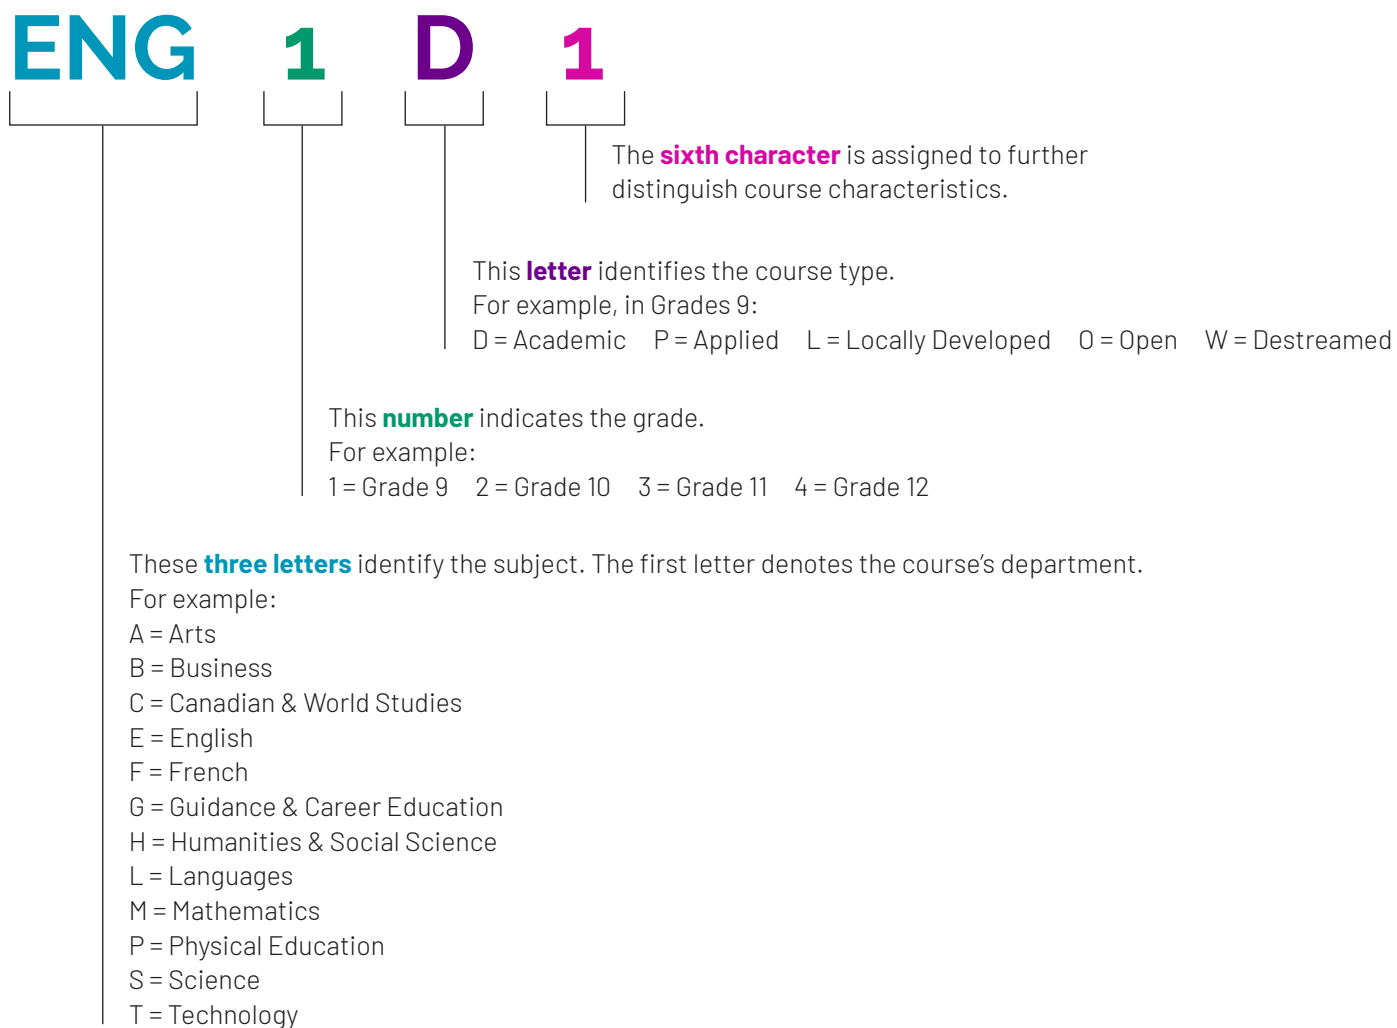 ENG 1 D 1
The sixth character is assigned to further
distinguish course characteristics.
This letter identifies the course type.
For example, in Grades 9:
D = Academic P = Applied L = Locally Developed O = Open W = Destreamed
This number indicates the grade.
For example:
1 = Grade 9 2 = Grade 10 3 = Grade 11 4 = Grade 12
These three letters identify the subject. The first letter denotes the course's department.
For example:
A = Arts
B = Business
C = Canadian & World Studies
E = English
F = French
G = Guidance & Career Education
H = Humanities & Social Science
L = Languages
M = Mathematics
P = Physical Education
S = Science
T = Technology